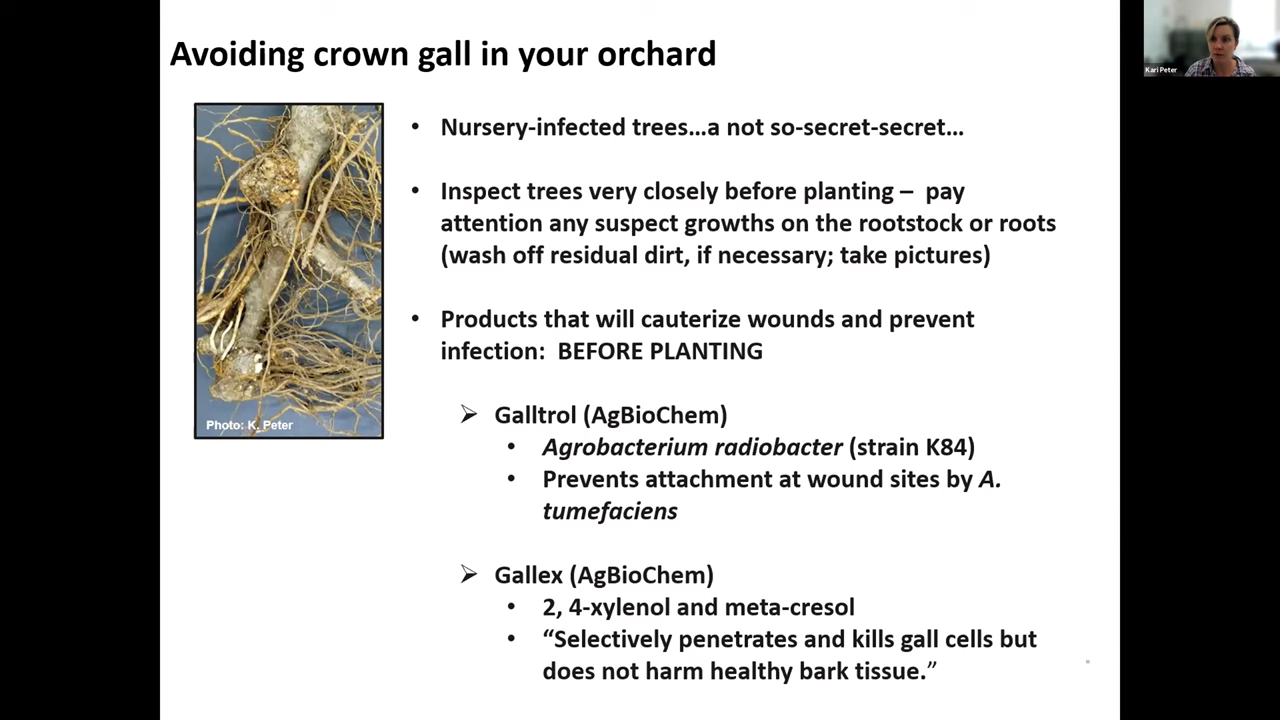 Avoiding crown gall in your orchard
Kari Peter
• Nursery-infected trees…a not so-secret-secret…
• Inspect trees very closely before planting – pay
attention any suspect growths on the rootstock or roots
(wash off residual dirt, if necessary; take pictures)
• Products that will cauterize wounds and prevent
infection: BEFORE PLANTING
➢ Galltrol (AgBioChem)
• Agrobacterium radiobacter (strain K84)
• Prevents attachment at wound sites by A.
tumefaciens
➢ Gallex (AgBioChem)
• 2, 4-xylenol and meta-cresol
• “Selectively penetrates and kills gall cells but
does not harm healthy bark tissue.”
Photo: K. Peter